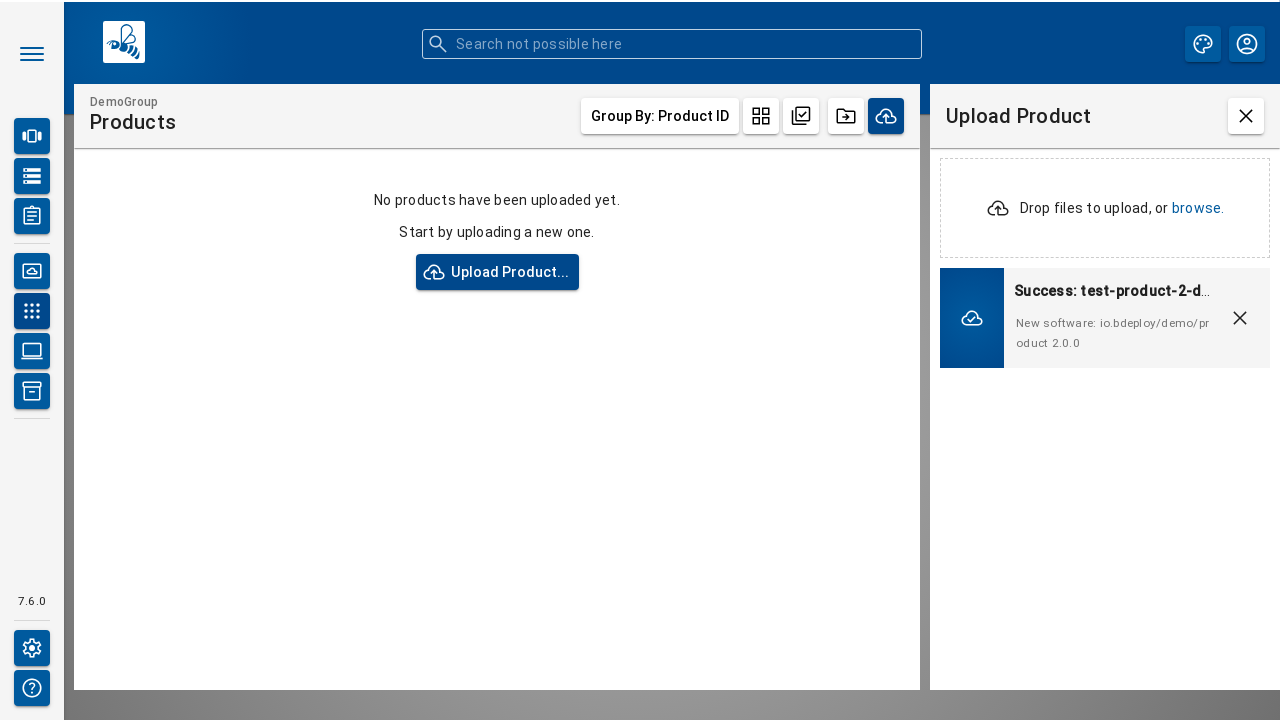 Search not possible here
DemoGroup
Products
Group By: Product ID
Upload Product
No products have been uploaded yet.
Start by uploading a new one.
Upload Product...
Drop files to upload, or browse.
Success: test-product-2-d...
New software: io.bdeploy/demo/pr
oduct 2.0.0
7.6.0